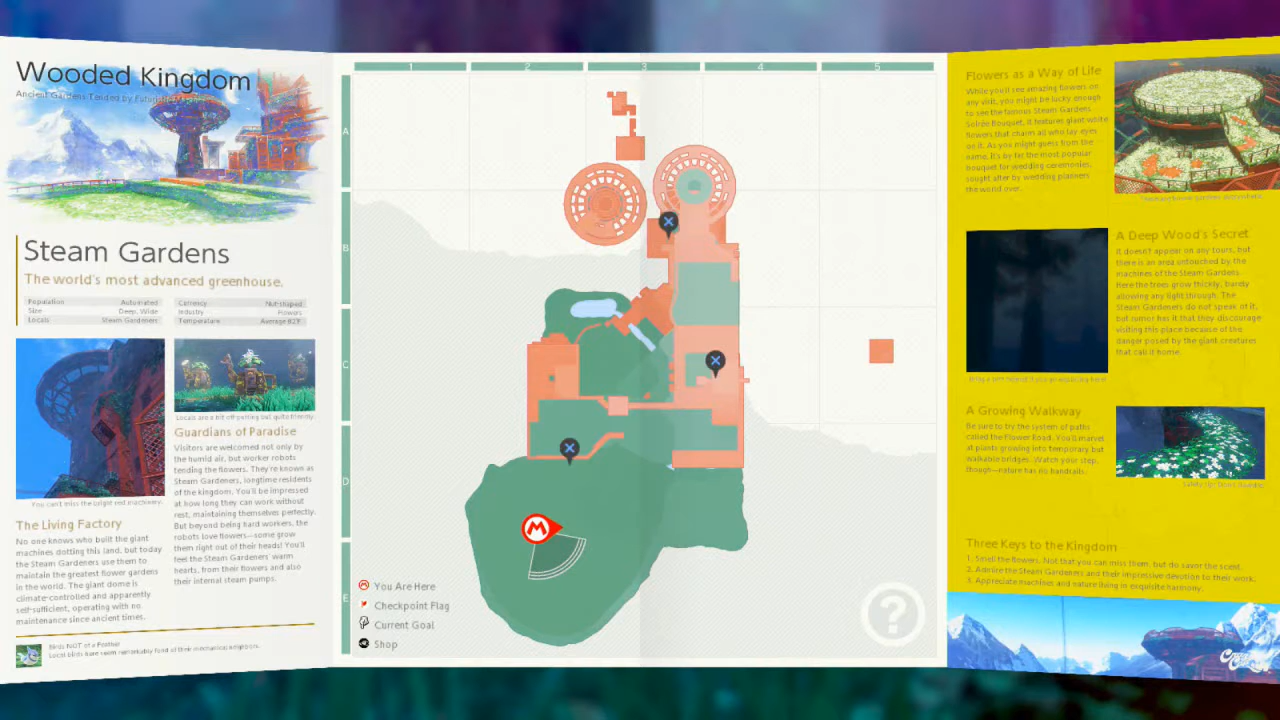 Wooded Kingdom
Ancient Gardens Tended by Futuri
Steam Gardens
The world's most advanced greenhouse.
Population Automated
Size Deep, Wide
Locals Steam Gardeners
Currency Nut-shaped
Industry Flowers
Temperature Average 82°F
You can't miss the bright red machinery.
The Living Factory
No one knows who built the giant
machines dotting this land, but today
the Steam Gardeners use them to
maintain the greatest flower gardens
in the world. The giant dome is
climate-controlled and apparently
self-sufficient, operating with no
maintenance since ancient times.
Locals are a bit off-putting but quite friendly.
Guardians of Paradise
Visitors are welcomed not only by
the humid air, but worker robots
tending the flowers. They're known as
Steam Gardeners, longtime residents
of the kingdom. You'll be impressed
at how long they can work without
rest, maintaining themselves perfectly.
But beyond being hard workers, the
robots love flowers—some grow
them right out of their heads! You'll
feel the Steam Gardeners' warm
hearts, from their flowers and also
their internal steam pumps.
Birds NOT of a Feather
Local birds have seem remarkably fond of their mechanical neighbors.
1 2 3 4 5
A
B
C
D
E
M
You Are Here
Checkpoint Flag
Current Goal
Shop
?
Flowers as a Way of Life
While you'll see amazing flowers on
any visit, you might be lucky enough
to see the famous Steam Gardens
Soirée Bouquet. It features giant white
flowers that charm all who lay eyes
on it. As you might guess from the
name, it's by far the most popular
bouquet for wedding ceremonies,
sought after by wedding planners
the world over.
A Deep Wood's Secret
It doesn't appear on any tours, but
there is an area untouched by the
machines of the Steam Gardens.
Here the trees grow thickly, barely
allowing any light through. The
Steam Gardeners do not speak of it,
but rumor has it that they discourage
visiting this place because of the
danger posed by the giant creatures
that call it home.
A Growing Walkway
Be sure to try the system of paths
called the Flower Road. You'll marvel
at plants growing into temporary but
walkable bridges. Watch your step,
though—nature has no handrails.
Three Keys to the Kingdom
1. Smell the flowers. Not that you can miss them, but do savor the scent.
2. Admire the Steam Gardeners and their impressive devotion to their work.
3. Appreciate machines and nature living in exquisite harmony.